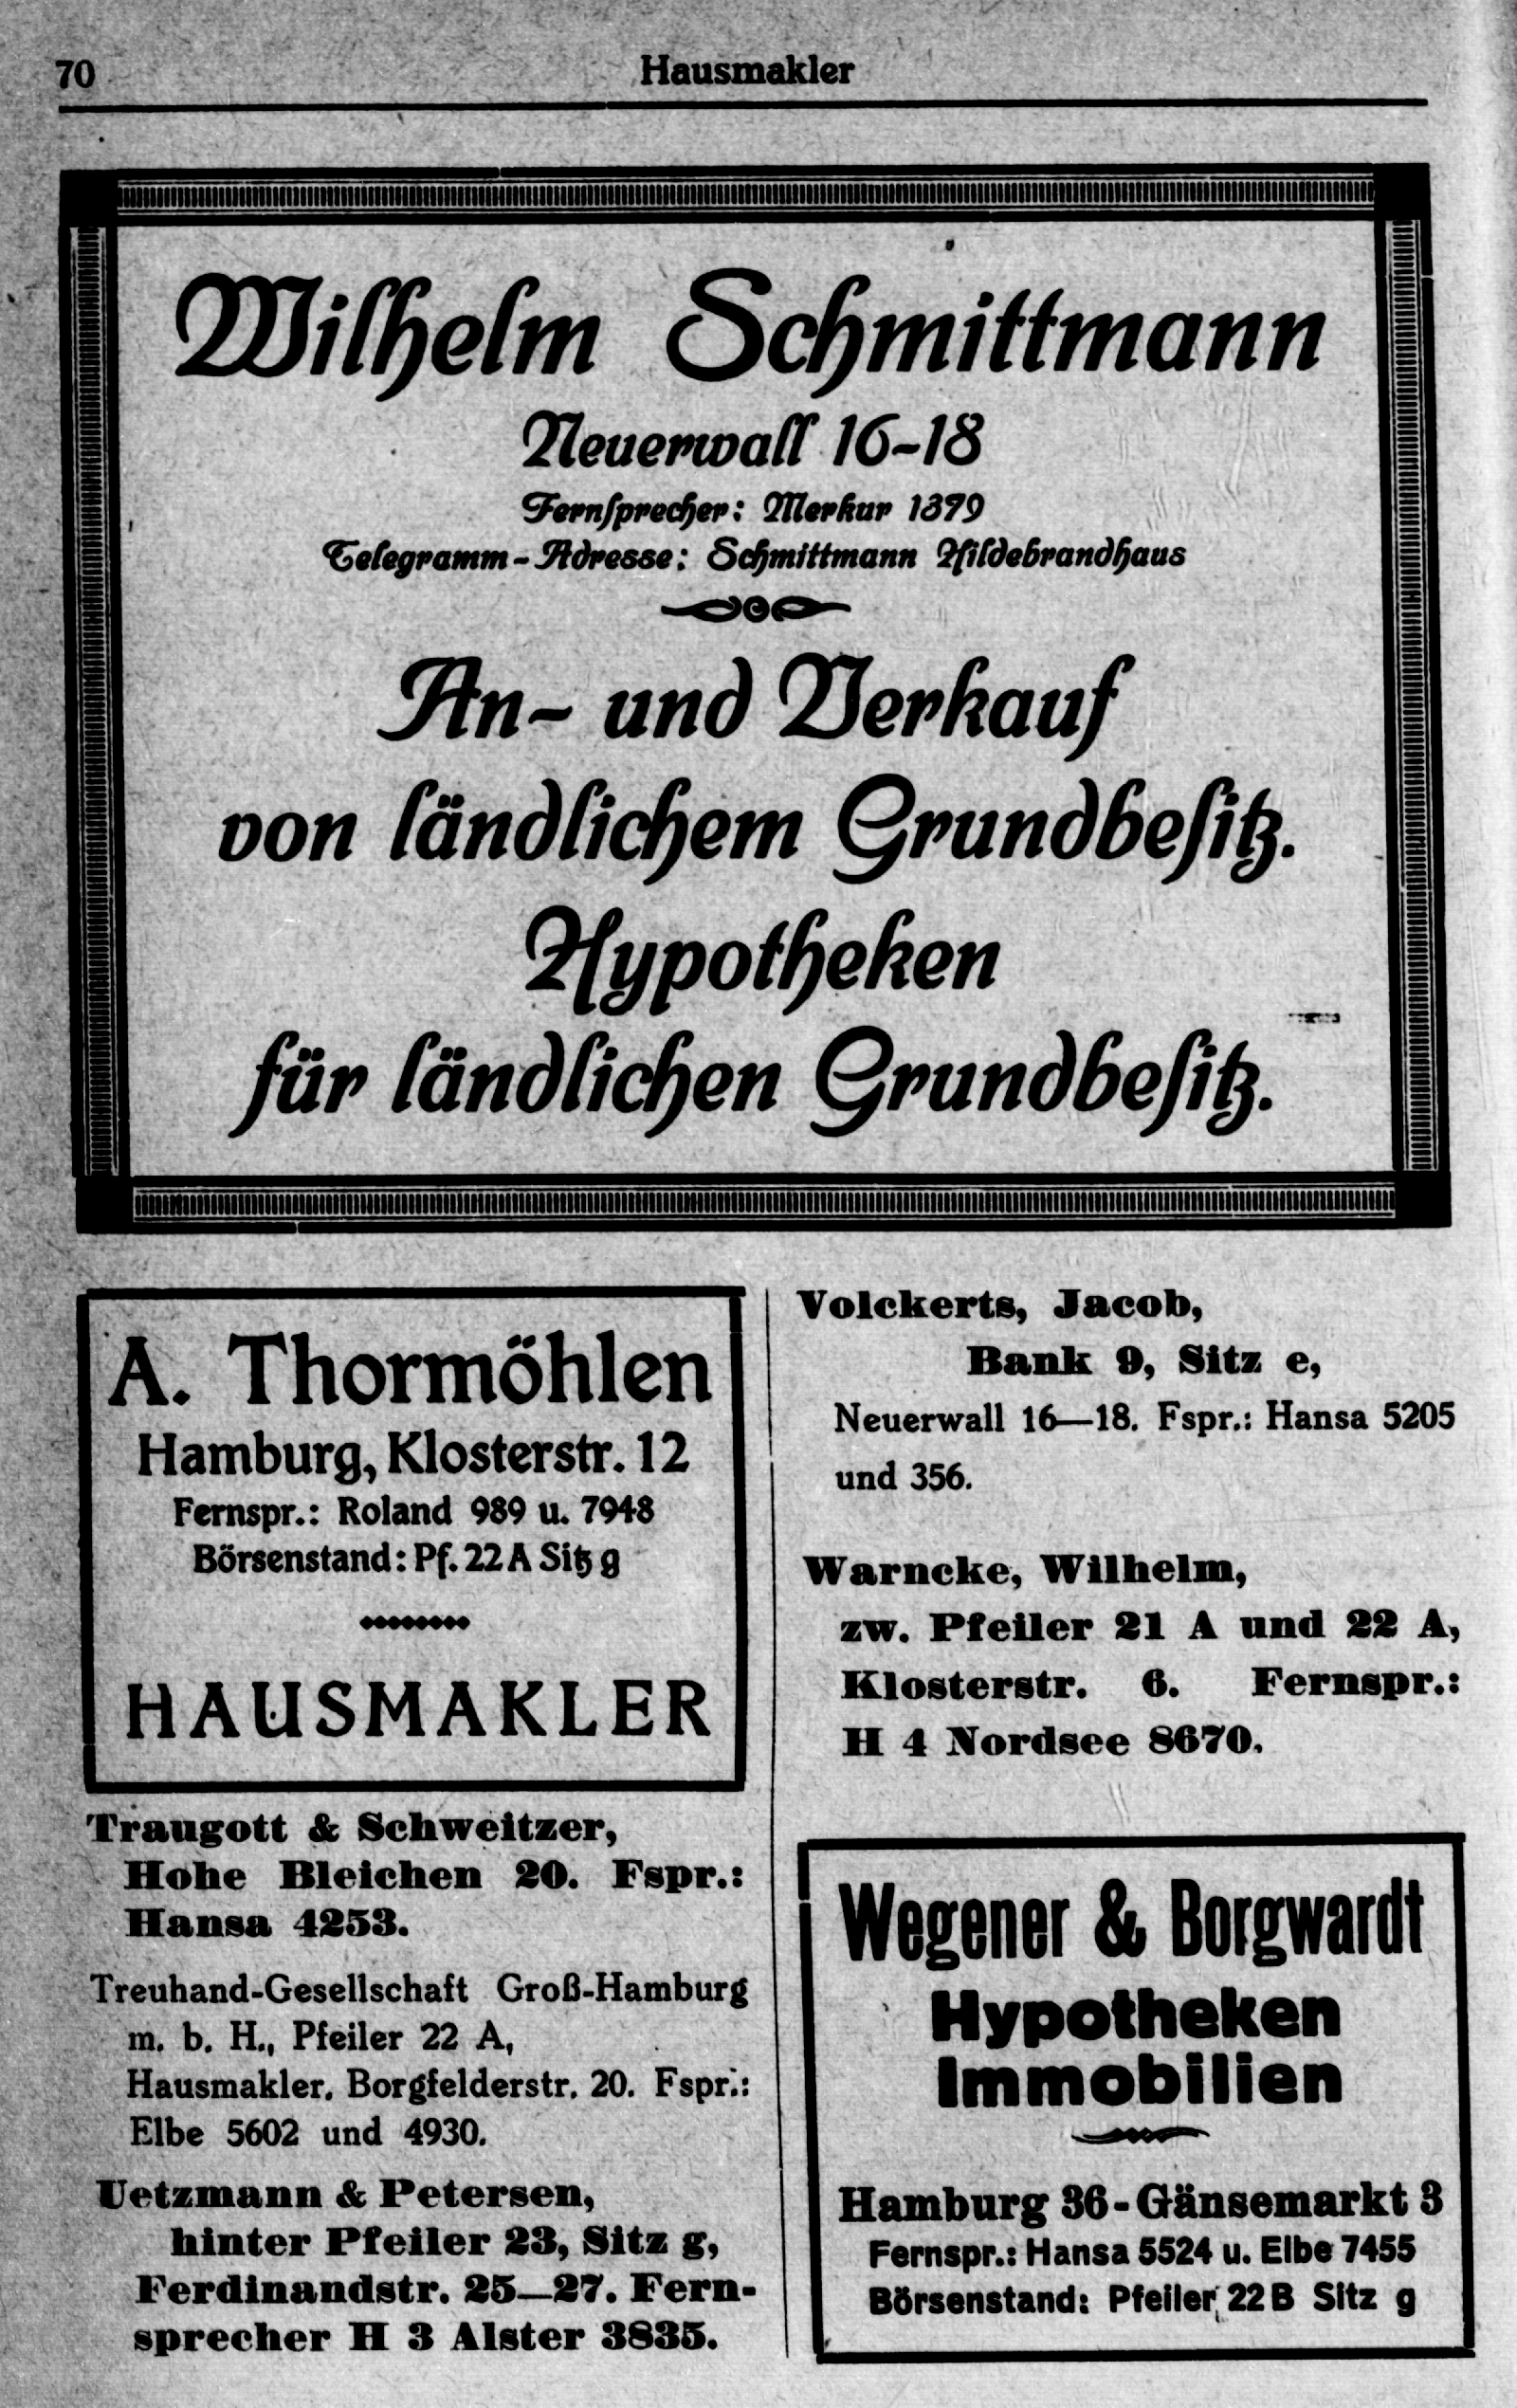 70
Hausmakler
Wilhelm Schmittmann
Neuerwall 16-18
Fernsprecher: Merkur 1379
Telegramm-Adresse: Schmittmann Hildebrandhaus
An- und Verkauf
von ländlichem Grundbesitz.
Hypotheken
für ländlichen Grundbesitz.
A. Thormöhlen
Hamburg, Klosterstr. 12
Fernspr.: Roland 989 u. 7948
Börsenstand: Pf. 22 A Sitz g
HAUSMAKLER
Traugott & Schweitzer,
Hohe Bleichen 20. Fspr.:
Hansa 4253.
Treuhand-Gesellschaft Groß-Hamburg
m. b. H., Pfeiler 22 A,
Hausmakler, Borgfelderstr. 20. Fspr.:
Elbe 5602 und 4930.
Uetzmann & Petersen,
hinter Pfeiler 23, Sitz g,
Ferdinandstr. 25—27. Fern-
sprecher H 3 Alster 3835.
Volckerts, Jacob,
Bank 9, Sitz e,
Neuerwall 16—18. Fspr.: Hansa 5205
und 356.
Warncke, Wilhelm,
zw. Pfeiler 21 A und 22 A,
Klosterstr. 6. Fernspr.:
H 4 Nordsee 8670.
Wegener & Borgwardt
Hypotheken
Immobilien
Hamburg 36 - Gänsemarkt 3
Fernspr.: Hansa 5524 u. Elbe 7455
Börsenstand: Pfeiler 22 B Sitz g